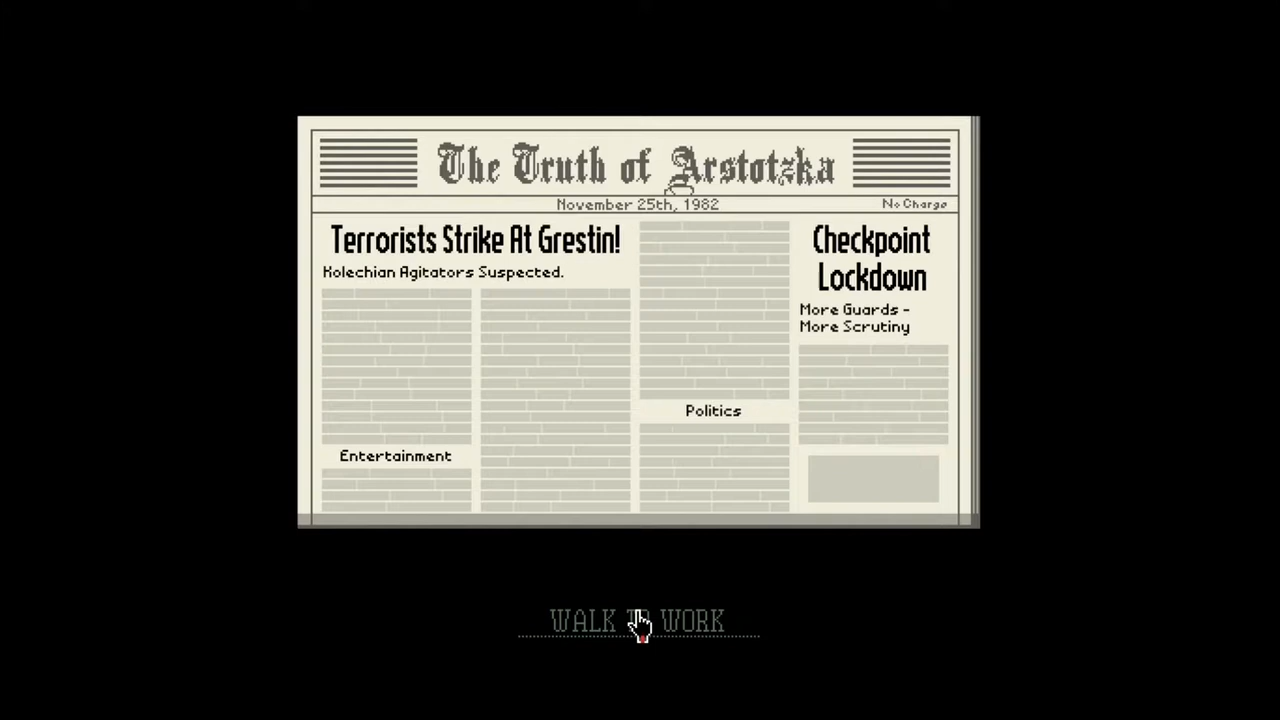 The Truth of Arstotzka
November 25th, 1982
No Charge
Terrorists Strike At Grestin!
Kolechian Agitators Suspected.
Entertainment
Politics
Checkpoint
Lockdown
More Guards -
More Scrutiny
WALK TO WORK